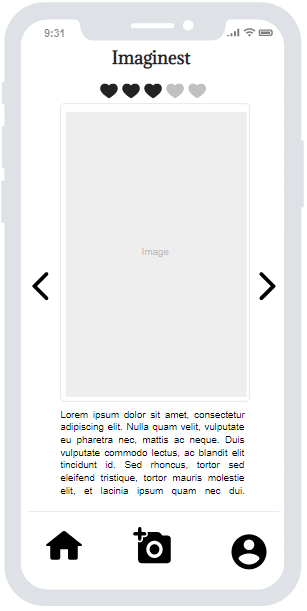 9:31
Imaginest
Image
Lorem ipsum dolor sit amet, consectetur
adipiscing elit. Nulla quam velit, vulputate
eu pharetra nec, mattis ac neque. Duis
vulputate commodo lectus, ac blandit elit
tincidunt id. Sed rhoncus, tortor sed
eleifend tristique, tortor mauris molestie
elit, et lacinia ipsum quam nec dui.